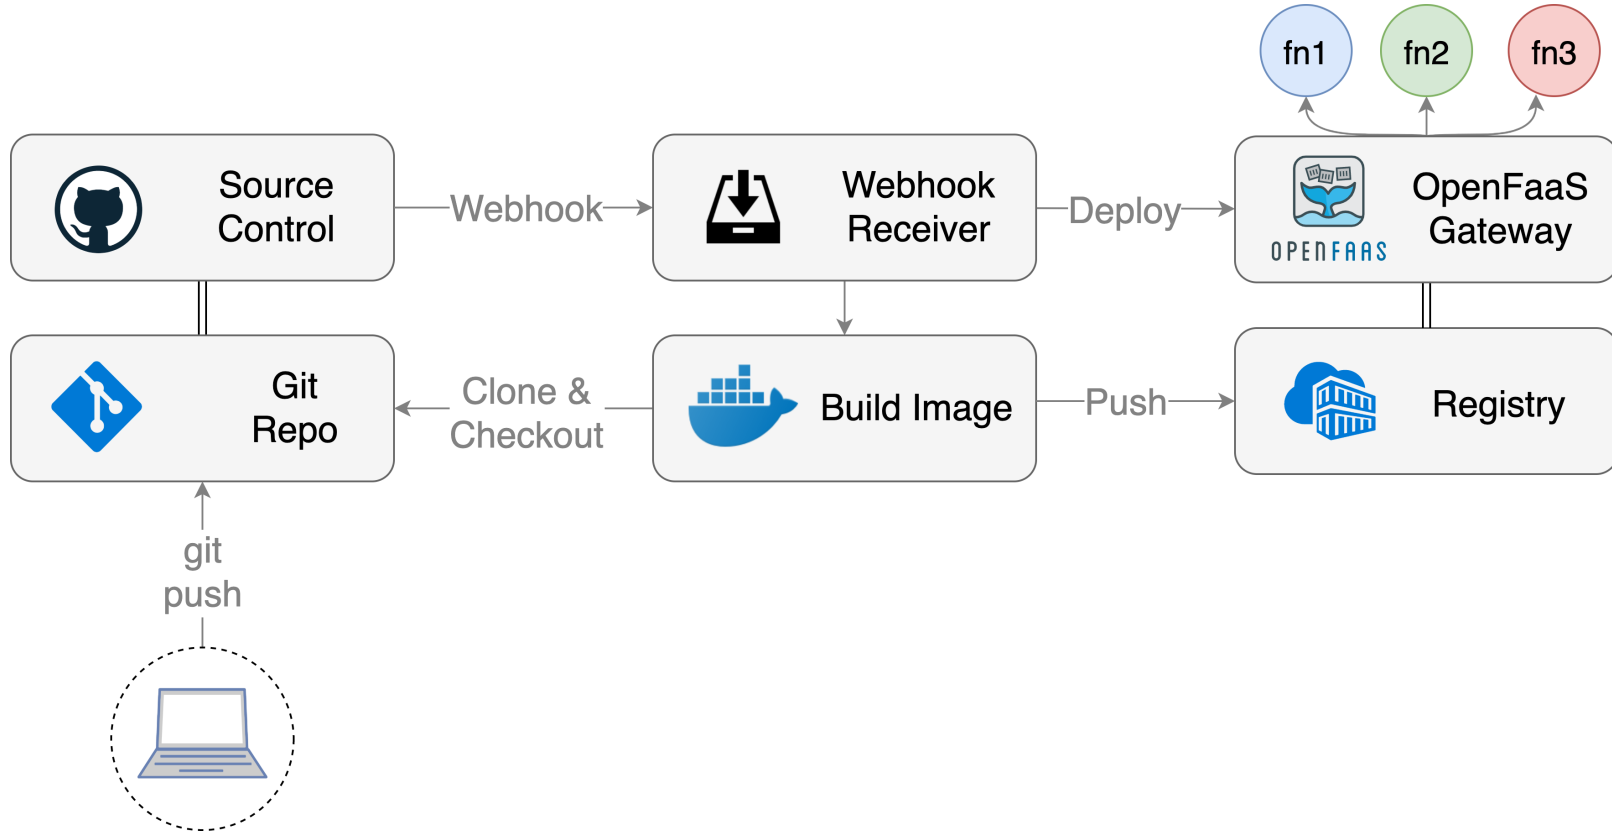 fn1
fn2
fn3
Source
Control
Webhook
Webhook
Receiver
Deploy
OPENFAAS
OpenFaaS
Gateway
Git
Repo
Clone &
Checkout
Build Image
Push
Registry
git
push